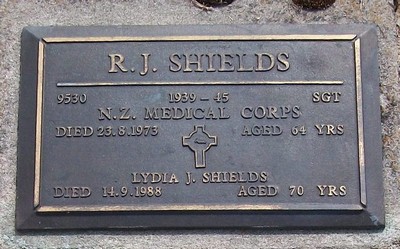 R.J. SHIELDS
9530 1939-45 SGT
N.Z. MEDICAL CORPS
DIED 23.8.1973 AGED 64 YRS
LYDIA J. SHIELDS
DIED 14.9.1988 AGED 70 YRS